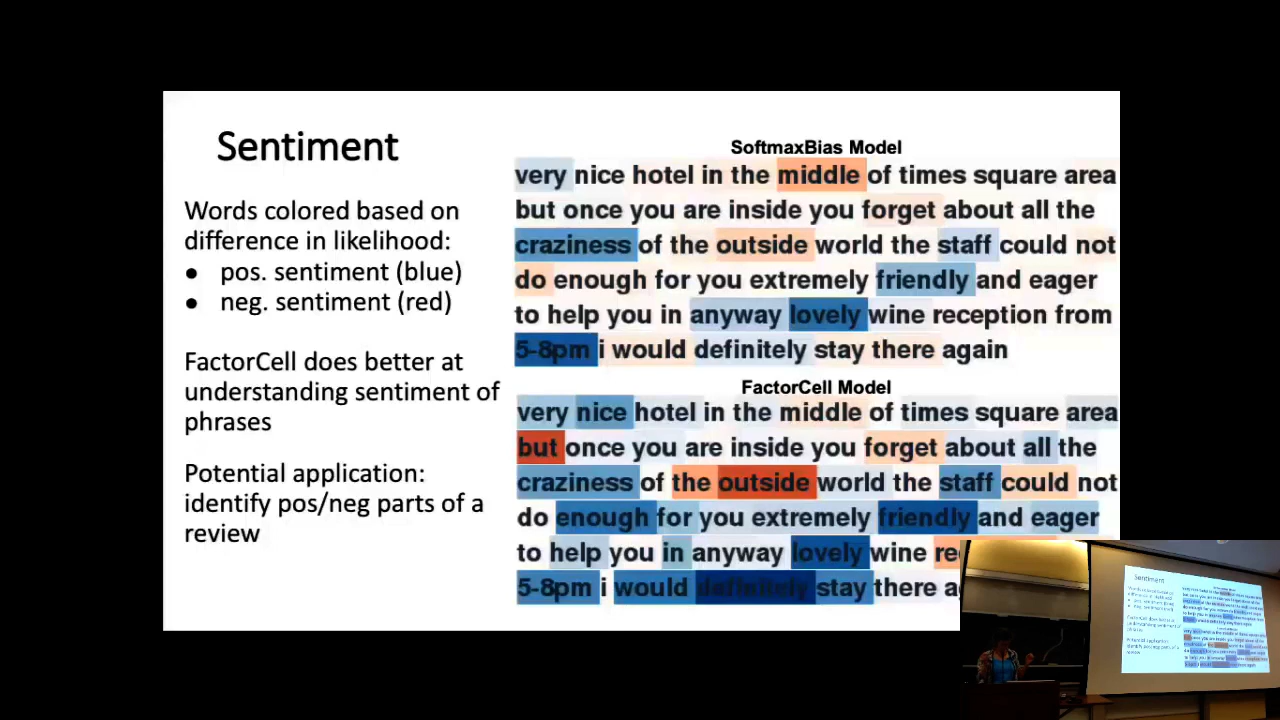 Sentiment
Words colored based on
difference in likelihood:
● pos. sentiment (blue)
● neg. sentiment (red)
FactorCell does better at
understanding sentiment of
phrases
Potential application:
identify pos/neg parts of a
review
SoftmaxBias Model
very nice hotel in the middle of times square area
but once you are inside you forget about all the
craziness of the outside world the staff could not
do enough for you extremely friendly and eager
to help you in anyway lovely wine reception from
5-8pm i would definitely stay there again
FactorCell Model
very nice hotel in the middle of times square area
but once you are inside you forget about all the
craziness of the outside world the staff could not
do enough for you extremely friendly and eager
to help you in anyway lovely wine
5-8pm i would definitely stay there
Sentiment